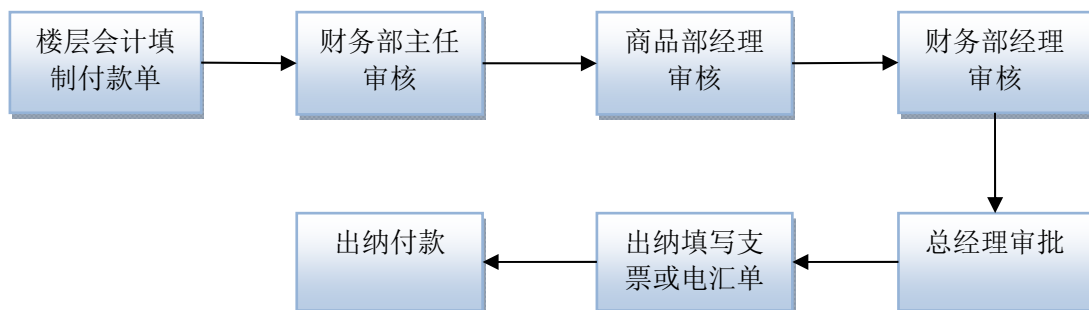 楼层会计填
制付款单
财务部主任
审核
商品部经理
审核
财务部经理
审核
总经理审批
出纳填写支
票或电汇单
出纳付款